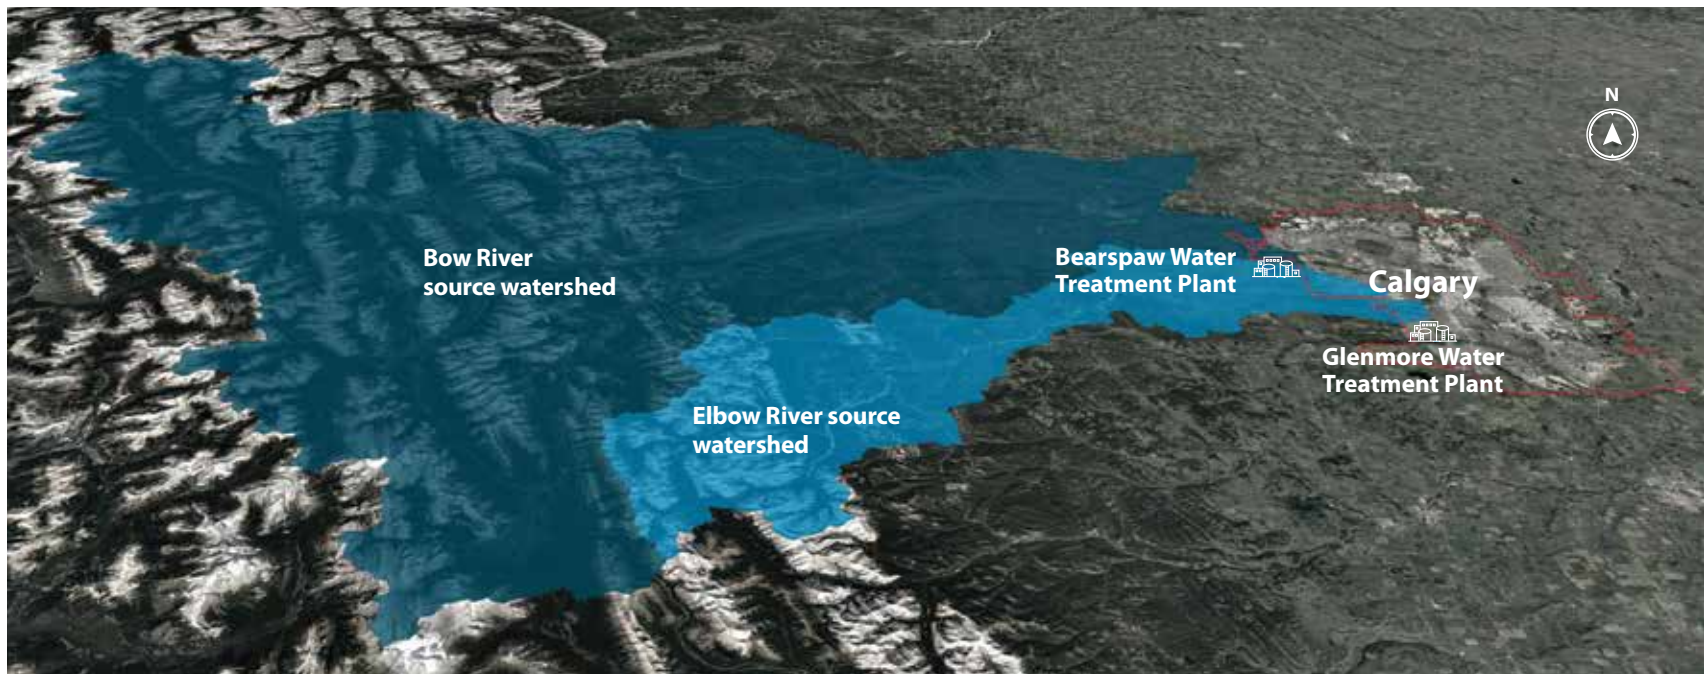 N
Bow River
source watershed
Bearspaw Water
Treatment Plant
Calgary
Glenmore Water
Treatment Plant
Elbow River source
watershed